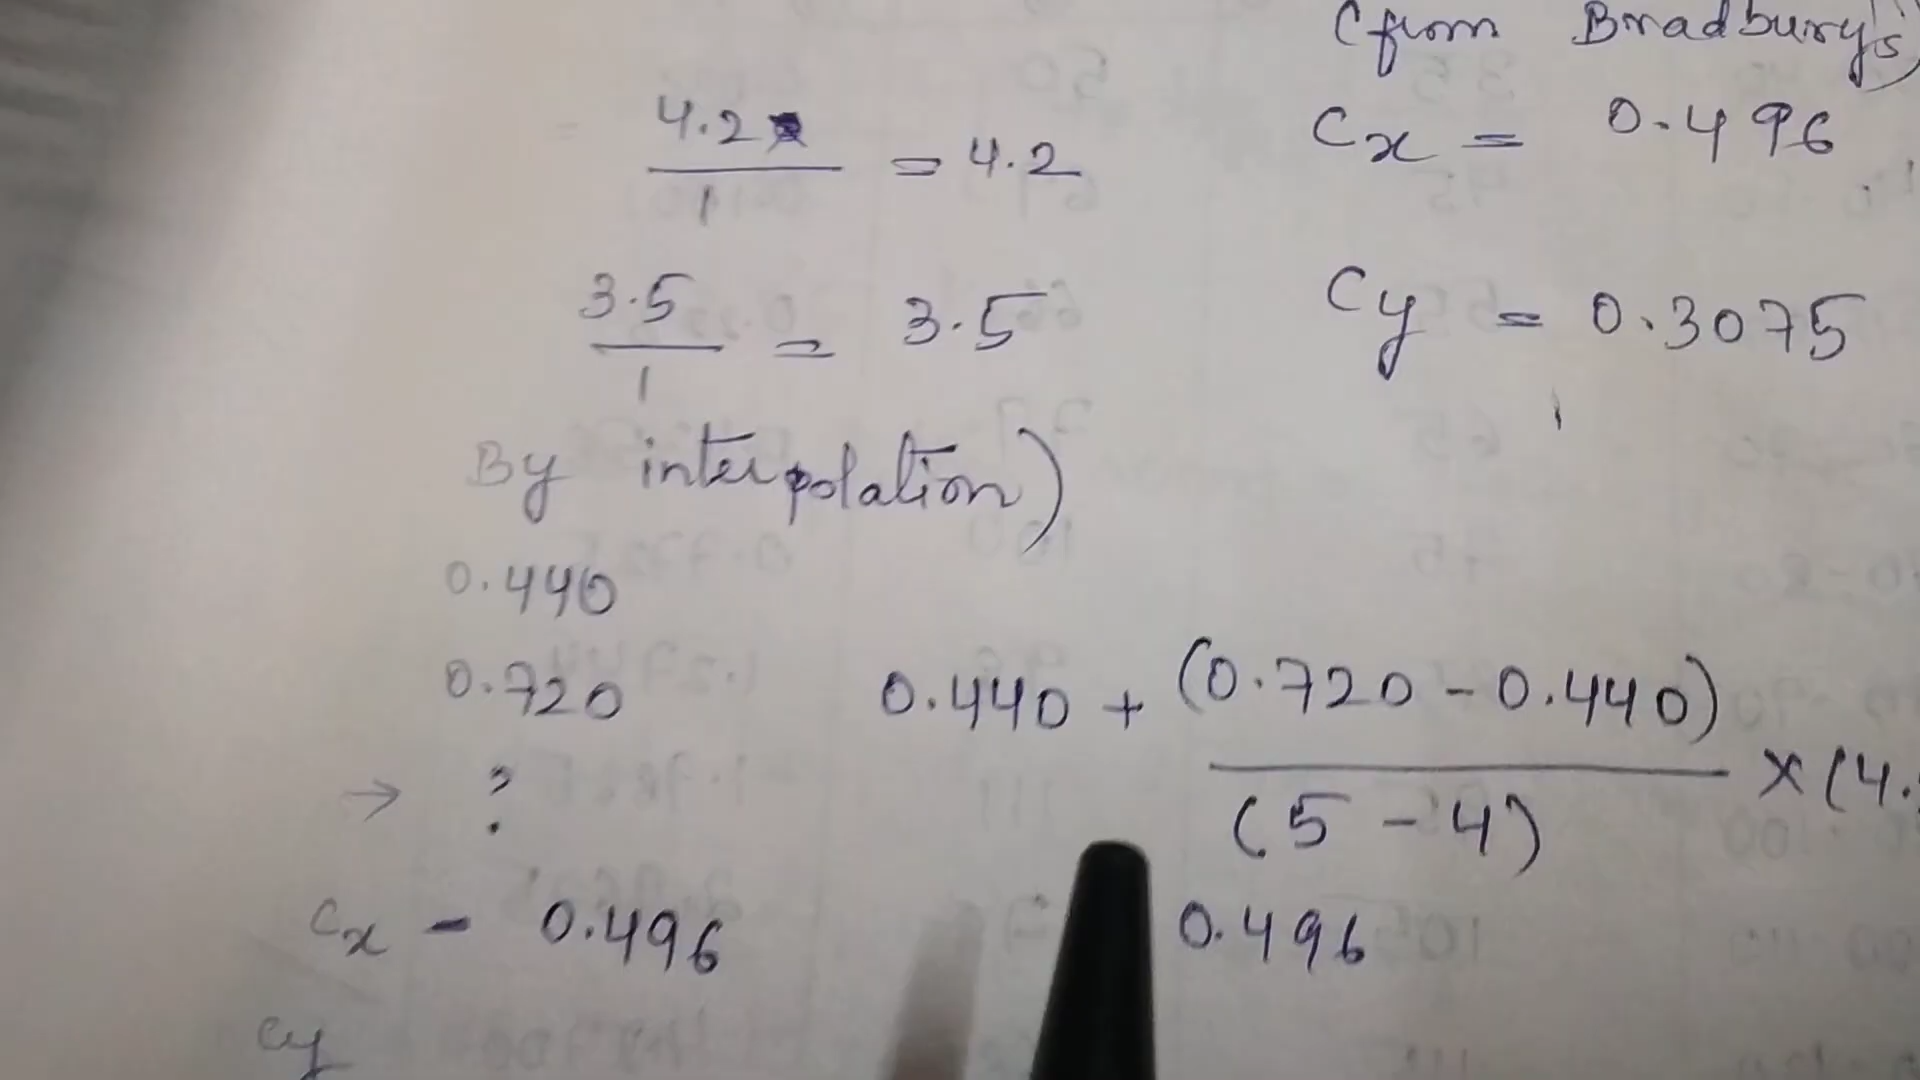 (from Bradbury's)
4.2
1
= 4.2
Cx = 0.496
3.5
1
= 3.5
Cy = 0.3075
By interpolation)
0.440
0.720
0.440 + (0.720 - 0.440)
(5 - 4)
× (4.
→ ?
Cx - 0.496
0.496
Cy